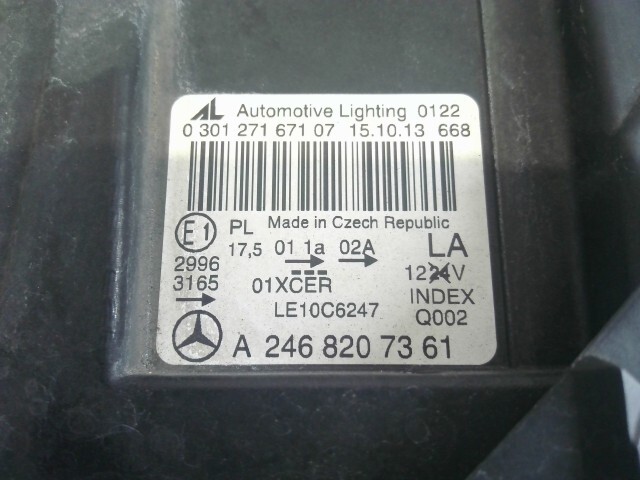 AL Automotive Lighting 0122
0 301 271 671 07 15.10.13 668
E1 PL Made in Czech Republic
17,5 01 1a 02A LA
2996 12 24V
3165 01XCER INDEX
LE10C6247 Q002
A 246 820 73 61